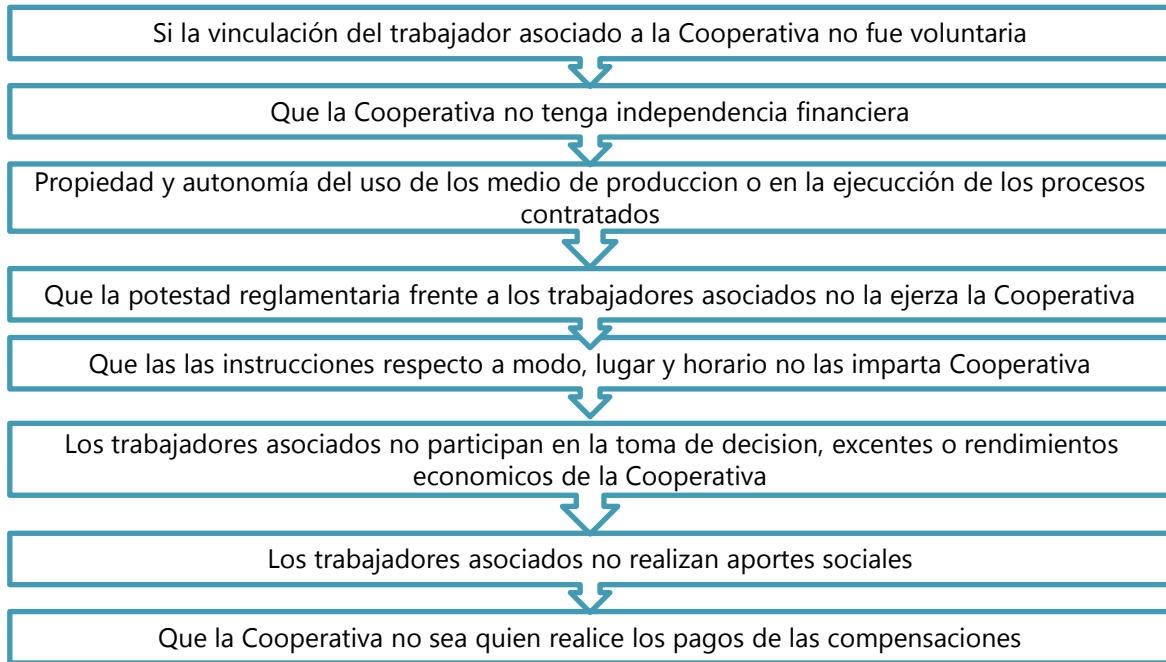 Si la vinculación del trabajador asociado a la Cooperativa no fue voluntaria
Que la Cooperativa no tenga independencia financiera
Propiedad y autonomía del uso de los medio de produccion o en la ejecución de los procesos
contratados
Que la potestad reglamentaria frente a los trabajadores asociados no la ejerza la Cooperativa
Que las las instrucciones respecto a modo, lugar y horario no las imparta Cooperativa
Los trabajadores asociados no participan en la toma de decision, excentes o rendimientos
economicos de la Cooperativa
Los trabajadores asociados no realizan aportes sociales
Que la Cooperativa no sea quien realice los pagos de las compensaciones